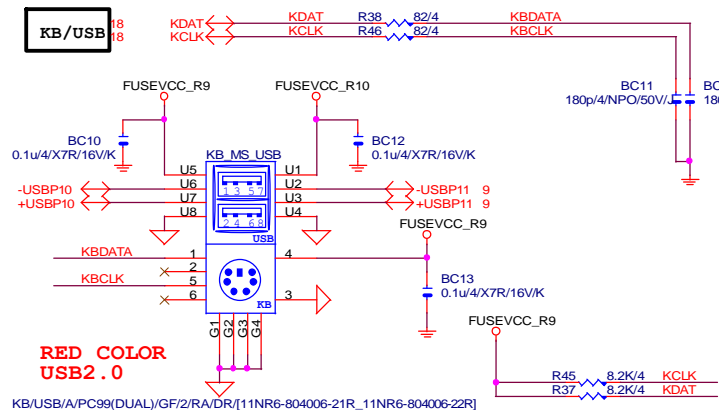 KB/USB
18 KDAT KDAT R38 82/4 KBDATA
18 KCLK KCLK R46 82/4 KBCLK
BC11
180p/4/NPO/50V/J
FUSEVCC_R9 FUSEVCC_R10
BC10
0.1u/4/X7R/16V/K
BC12
0.1u/4/X7R/16V/K
KB_MS_USB
U5 U1
-USBP10 U6 U2 -USBP11 9
+USBP10 U7 U3 +USBP11 9
U8 U4
1 3 5 7
2 4 6 8
USB
FUSEVCC_R9
KBDATA 1 4
2
KBCLK 5
6 3
KB
BC13
0.1u/4/X7R/16V/K
G1 G2 G3 G4
FUSEVCC_R9
RED COLOR
USB2.0
R45 8.2K/4 KCLK
R37 8.2K/4 KDAT
KB/USB/A/PC99(DUAL)/GF/2/RA/DR/[11NR6-804006-21R_11NR6-804006-22R]